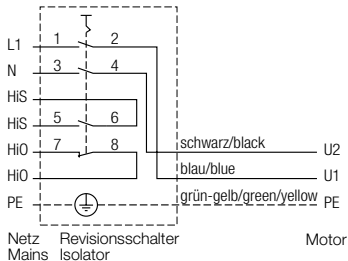 L1 1 2
N 3 4
HiS
HiS 5 6
HiO 7 8 schwarz/black U2
blau/blue U1
HiO
PE grün-gelb/green/yellow PE
Netz Revisionsschalter Motor
Mains Isolator